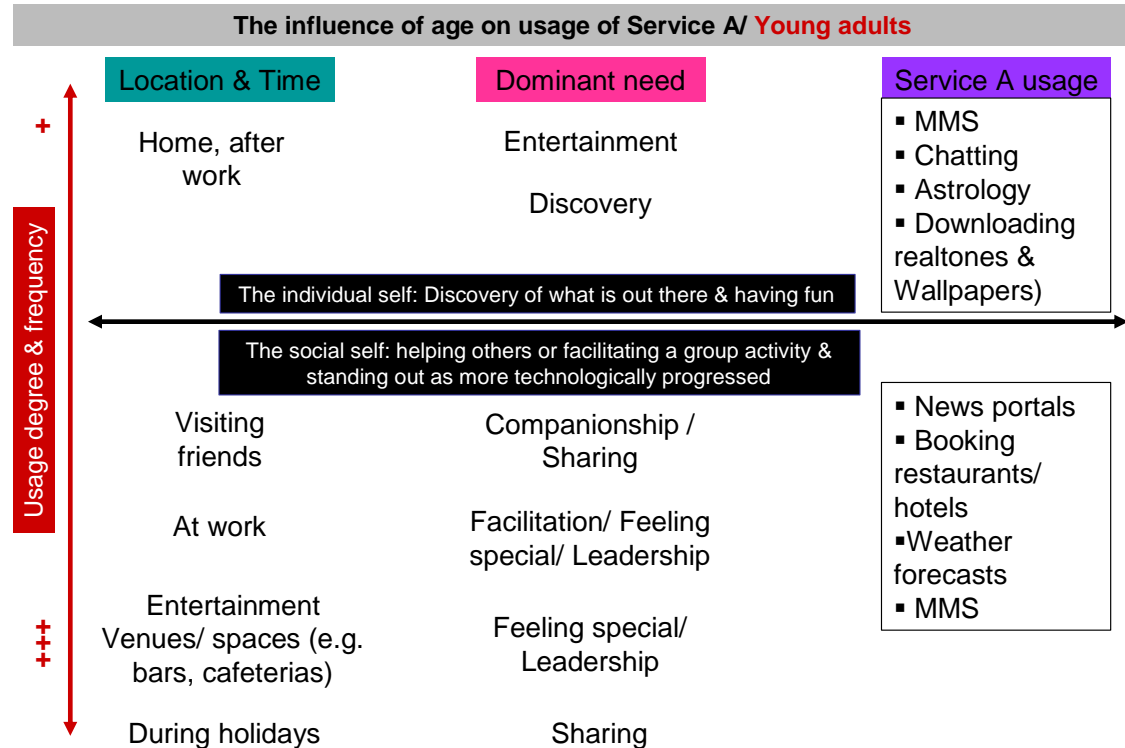 The influence of age on usage of Service A/ Young adults
Location & Time
Dominant need
Service A usage
+
Home, after
work
Entertainment
Discovery
▪ MMS
▪ Chatting
▪ Astrology
▪ Downloading
realtones &
Wallpapers)
Usage degree & frequency
The individual self: Discovery of what is out there & having fun
The social self: helping others or facilitating a group activity &
standing out as more technologically progressed
Visiting
friends
Companionship /
Sharing
▪ News portals
▪ Booking
restaurants/
hotels
▪Weather
forecasts
▪ MMS
At work
Facilitation/ Feeling
special/ Leadership
+++
Entertainment
Venues/ spaces (e.g.
bars, cafeterias)
Feeling special/
Leadership
During holidays
Sharing